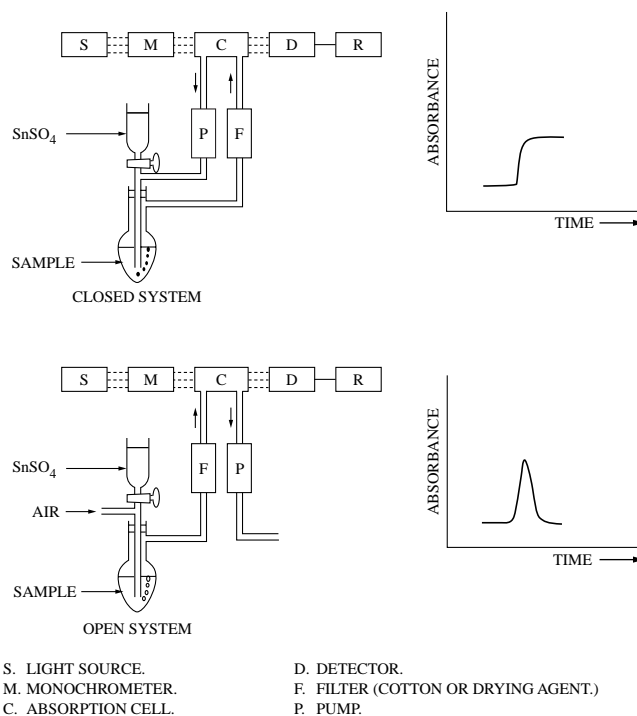 S M C D R
SnSO4
P F
SAMPLE
CLOSED SYSTEM
ABSORBANCE
TIME
S M C D R
SnSO4
F P
AIR
SAMPLE
OPEN SYSTEM
ABSORBANCE
TIME
S. LIGHT SOURCE.
M. MONOCHROMETER.
C. ABSORPTION CELL.
D. DETECTOR.
F. FILTER (COTTON OR DRYING AGENT.)
P. PUMP.